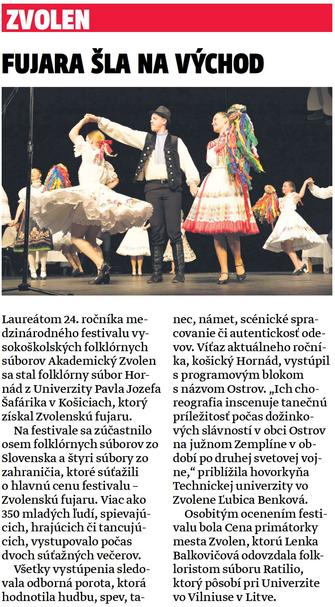 ZVOLEN
FUJARA ŠLA NA VÝCHOD
Laureátom 24. ročníka me-
dzinárodného festivalu vy-
sokoškolských folklórnych
súborov Akademický Zvolen
sa stal folklórny súbor Hor-
nád z Univerzity Pavla Jozefa
Šafárika v Košiciach, ktorý
získal Zvolenskú fujaru.
Na festivale sa zúčastnilo
osem folklórnych súborov zo
Slovenska a štyri súbory zo
zahraničia, ktoré súťažili
o hlavnú cenu festivalu –
Zvolenskú fujaru. Viac ako
350 mladých ľudí, spievajú-
cich, hrajúcich či tancujú-
cich, vystupovalo počas
dvoch súťažných večerov.
Všetky vystúpenia sledo-
vala odborná porota, ktorá
hodnotila hudbu, spev, ta-
nec, námet, scénické spra-
covanie či autentickosť ode-
vov. Víťaz aktuálneho roční-
ka, košický Hornád, vystúpil
s programovým blokom
s názvom Ostrov. „Ich cho-
reografia inscenuje tanečnú
príležitosť počas dožinko-
vých slávností v obci Ostrov
na južnom Zemplíne v ob-
dobí po druhej svetovej voj-
ne,“ priblížila hovorkyňa
Technickej univerzity vo
Zvolene Ľubica Benková.
Osobitým ocenením festi-
valu bola Cena primátorky
mesta Zvolen, ktorú Lenka
Balkovičová odovzdala folk-
loristom súboru Ratilio,
ktorý pôsobí pri Univerzite
vo Vilniuse v Litve.